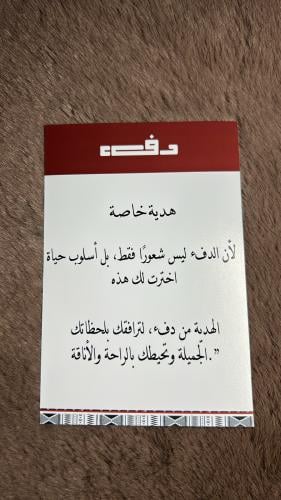 دفء
هدية خاصة
لأن الدفء ليس شعورًا فقط، بل أسلوب حياة
اخترت لك هذه
الهدية من دفء، لترافقك بلحظاتك
الجميلة وتحيطك بالراحة والأناقة.”